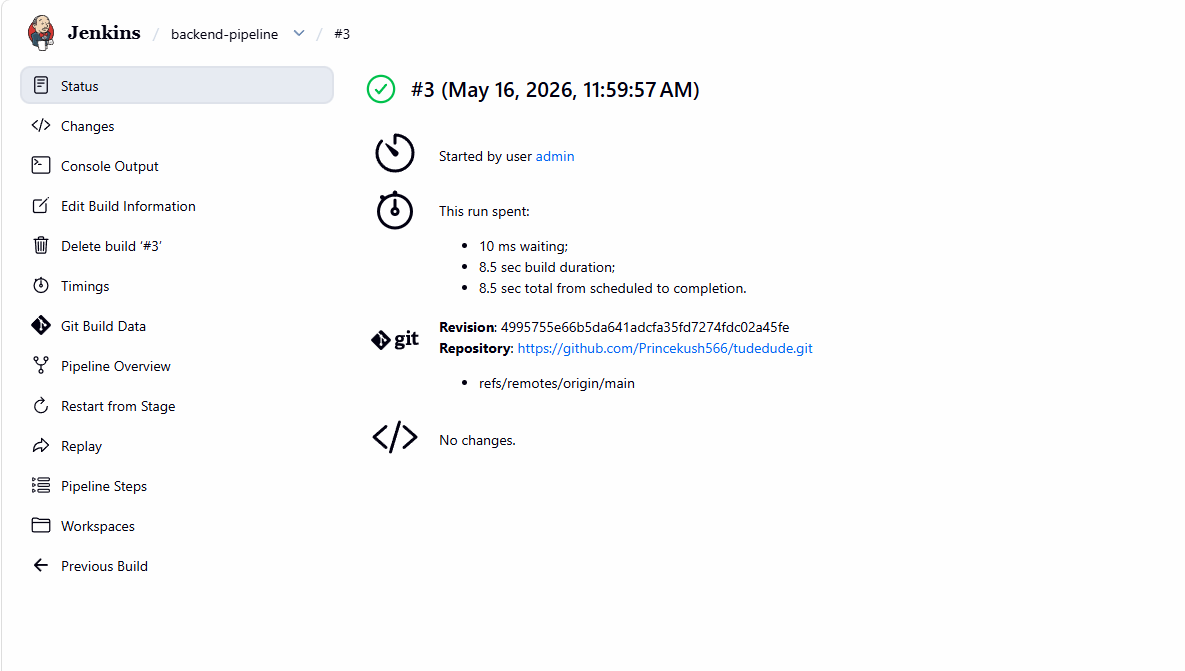 Jenkins / backend-pipeline / #3
Status
Changes
Console Output
Edit Build Information
Delete build ‘#3’
Timings
Git Build Data
Pipeline Overview
Restart from Stage
Replay
Pipeline Steps
Workspaces
Previous Build
#3 (May 16, 2026, 11:59:57 AM)
Started by user admin
This run spent:
10 ms waiting;
8.5 sec build duration;
8.5 sec total from scheduled to completion.
git
Revision: 4995755e66b5da641adcfa35fd7274fdc02a45fe
Repository: https://github.com/Princekush566/tudedude.git
refs/remotes/origin/main
No changes.